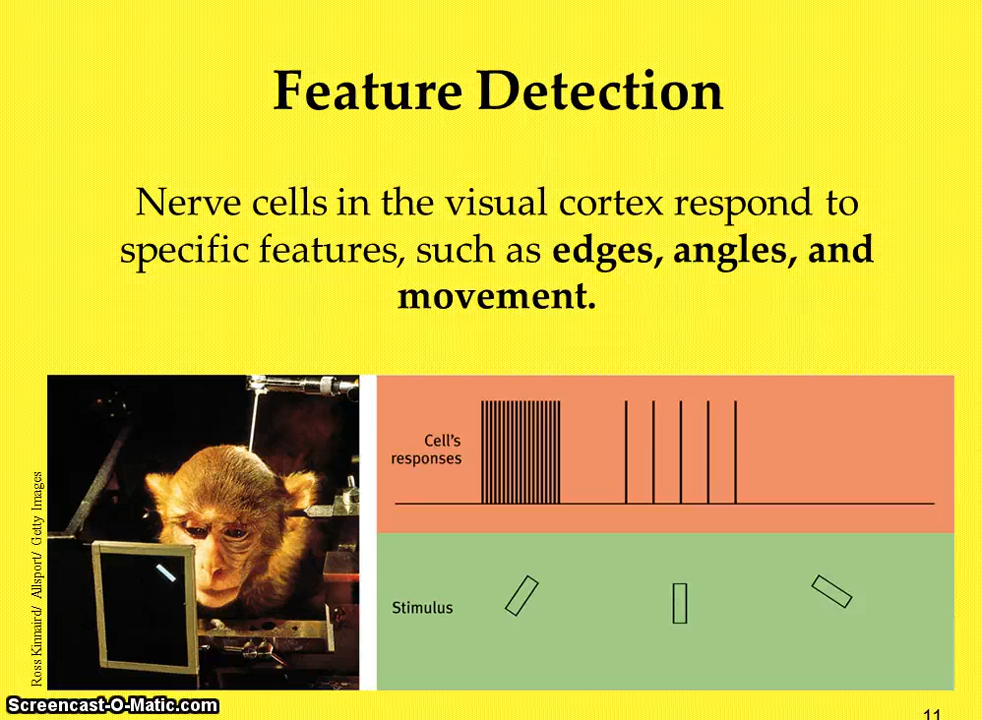 Feature Detection
Nerve cells in the visual cortex respond to
specific features, such as edges, angles, and
movement.
Ross Kinnaird/ Allsport/ Getty Images
Cell's
responses
Stimulus
Screencast-O-Matic.com
11